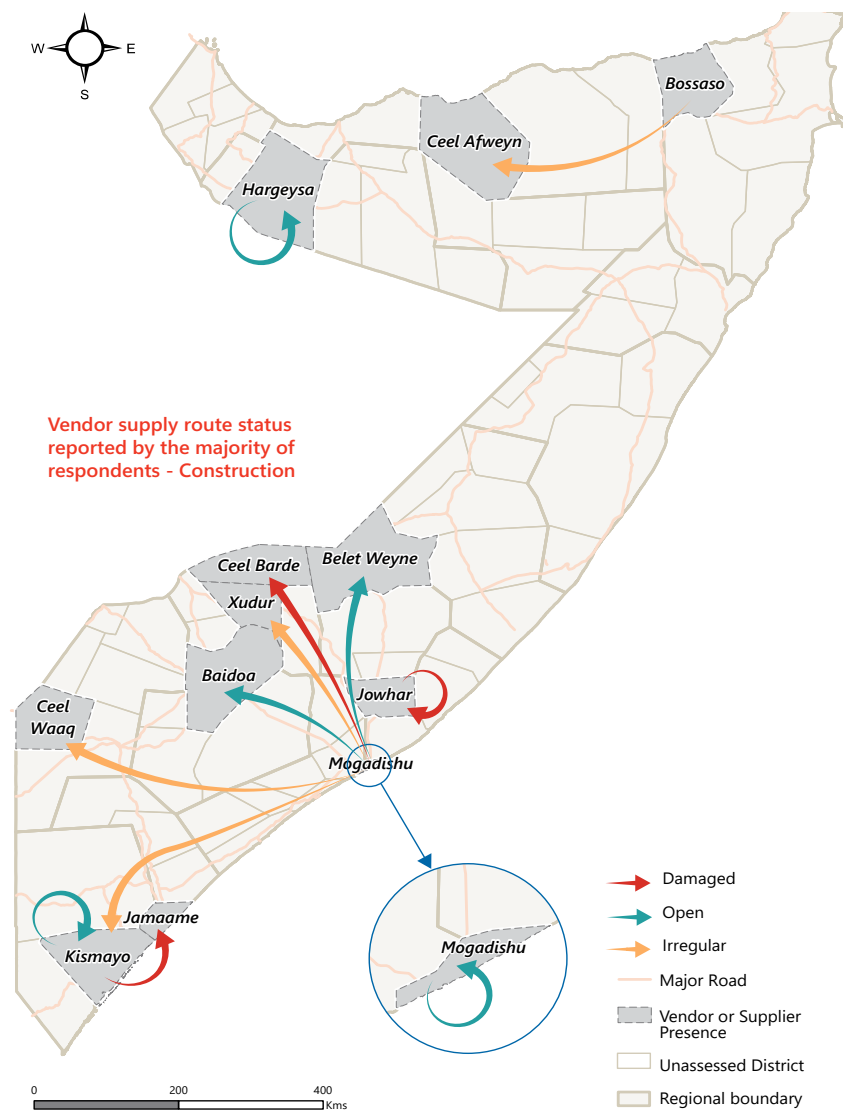 W
E
S
Bossaso
Ceel Afweyn
Hargeysa
Vendor supply route status
reported by the majority of
respondents - Construction
Ceel Barde
Belet Weyne
Xudur
Baidoa
Jowhar
Ceel
Waaq
Mogadishu
Jamaame
Kismayo
Mogadishu
Damaged
Open
Irregular
Major Road
Vendor or Supplier
Presence
Unassessed District
Regional boundary
0
200
400
Kms